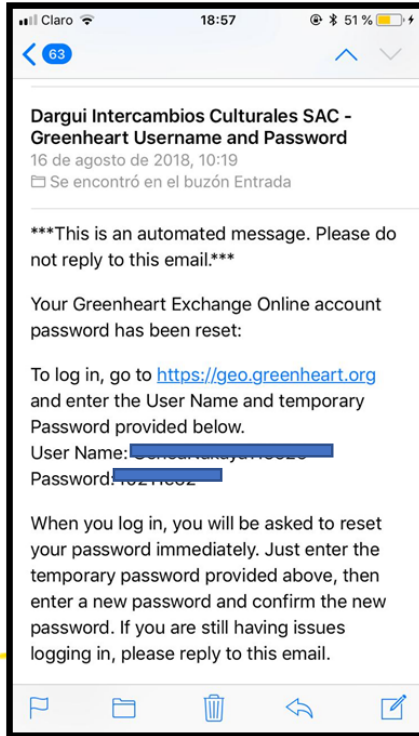 Claro 18:57 51 %
63
Dargui Intercambios Culturales SAC -
Greenheart Username and Password
16 de agosto de 2018, 10:19
Se encontró en el buzón Entrada
***This is an automated message. Please do
not reply to this email.***
Your Greenheart Exchange Online account
password has been reset:
To log in, go to https://geo.greenheart.org
and enter the User Name and temporary
Password provided below.
User Name:
Password:
When you log in, you will be asked to reset
your password immediately. Just enter the
temporary password provided above, then
enter a new password and confirm the new
password. If you are still having issues
logging in, please reply to this email.